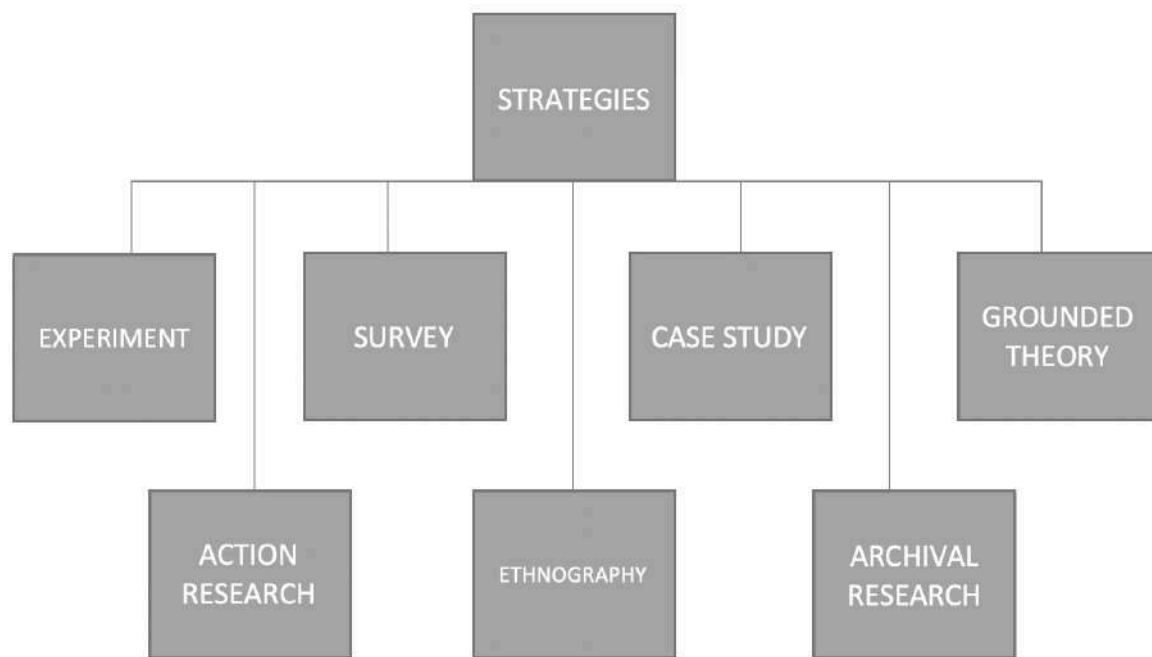 STRATEGIES
EXPERIMENT
SURVEY
CASE STUDY
GROUNDED
THEORY
ACTION
RESEARCH
ETHNOGRAPHY
ARCHIVAL
RESEARCH